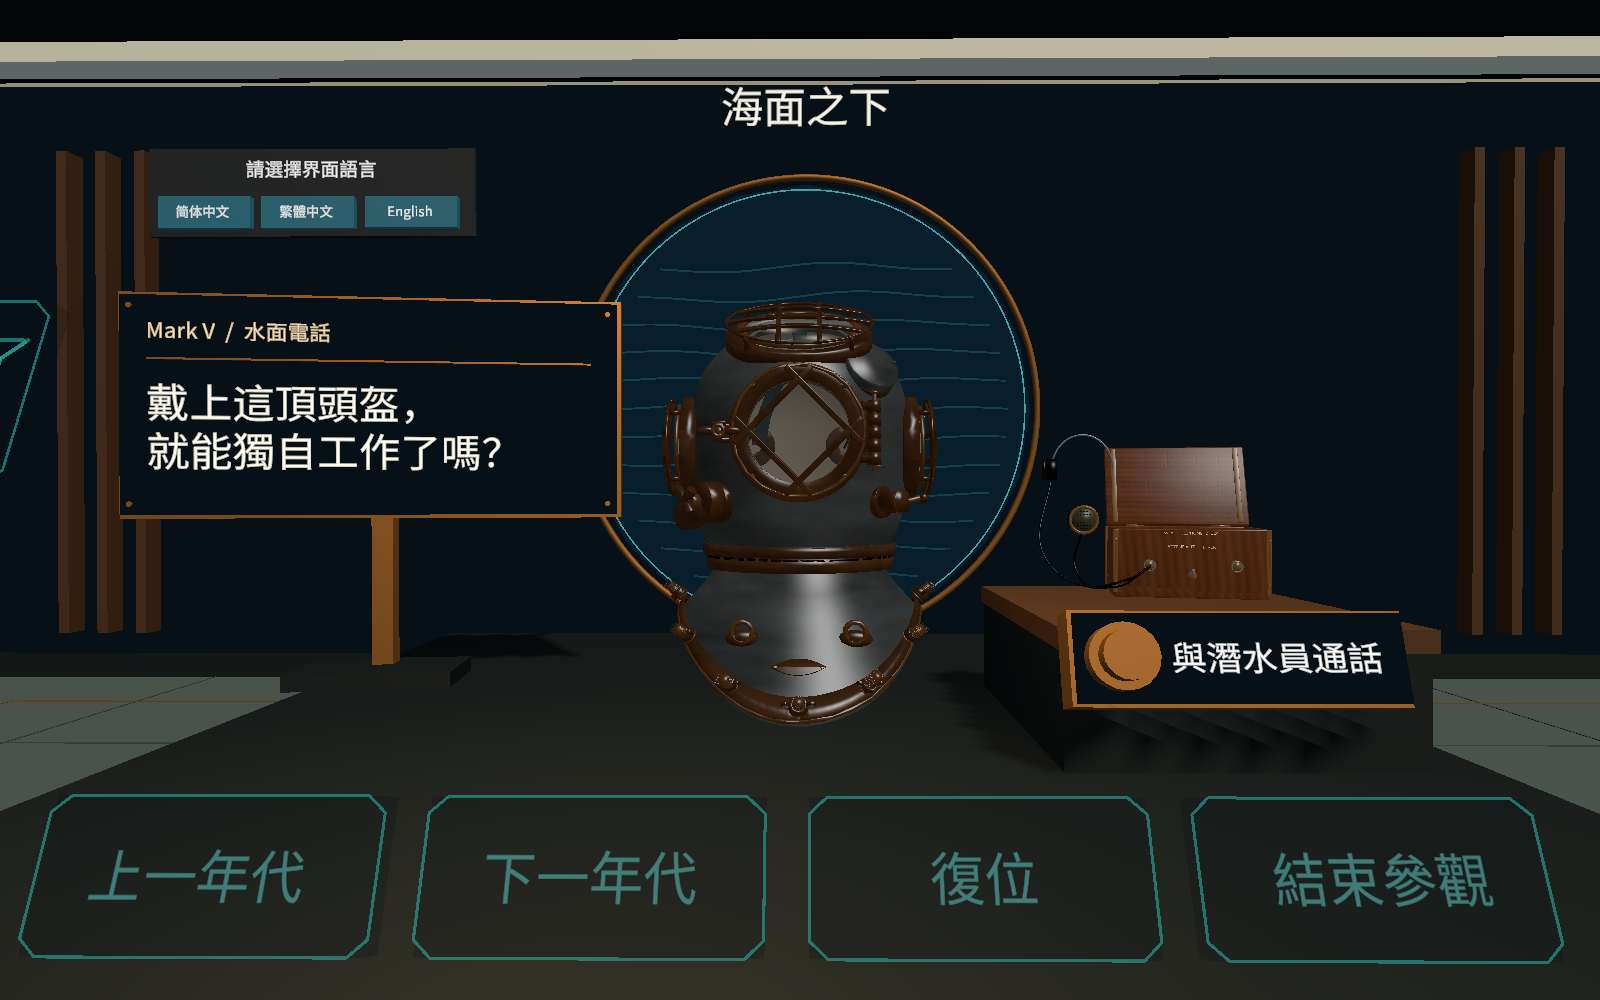 海面之下
請選擇界面語言
简体中文
繁體中文
English
Mark V / 水面電話
戴上這頂頭盔，
就能獨自工作了嗎？
與潛水員通話
上一年代
下一年代
復位
結束參觀